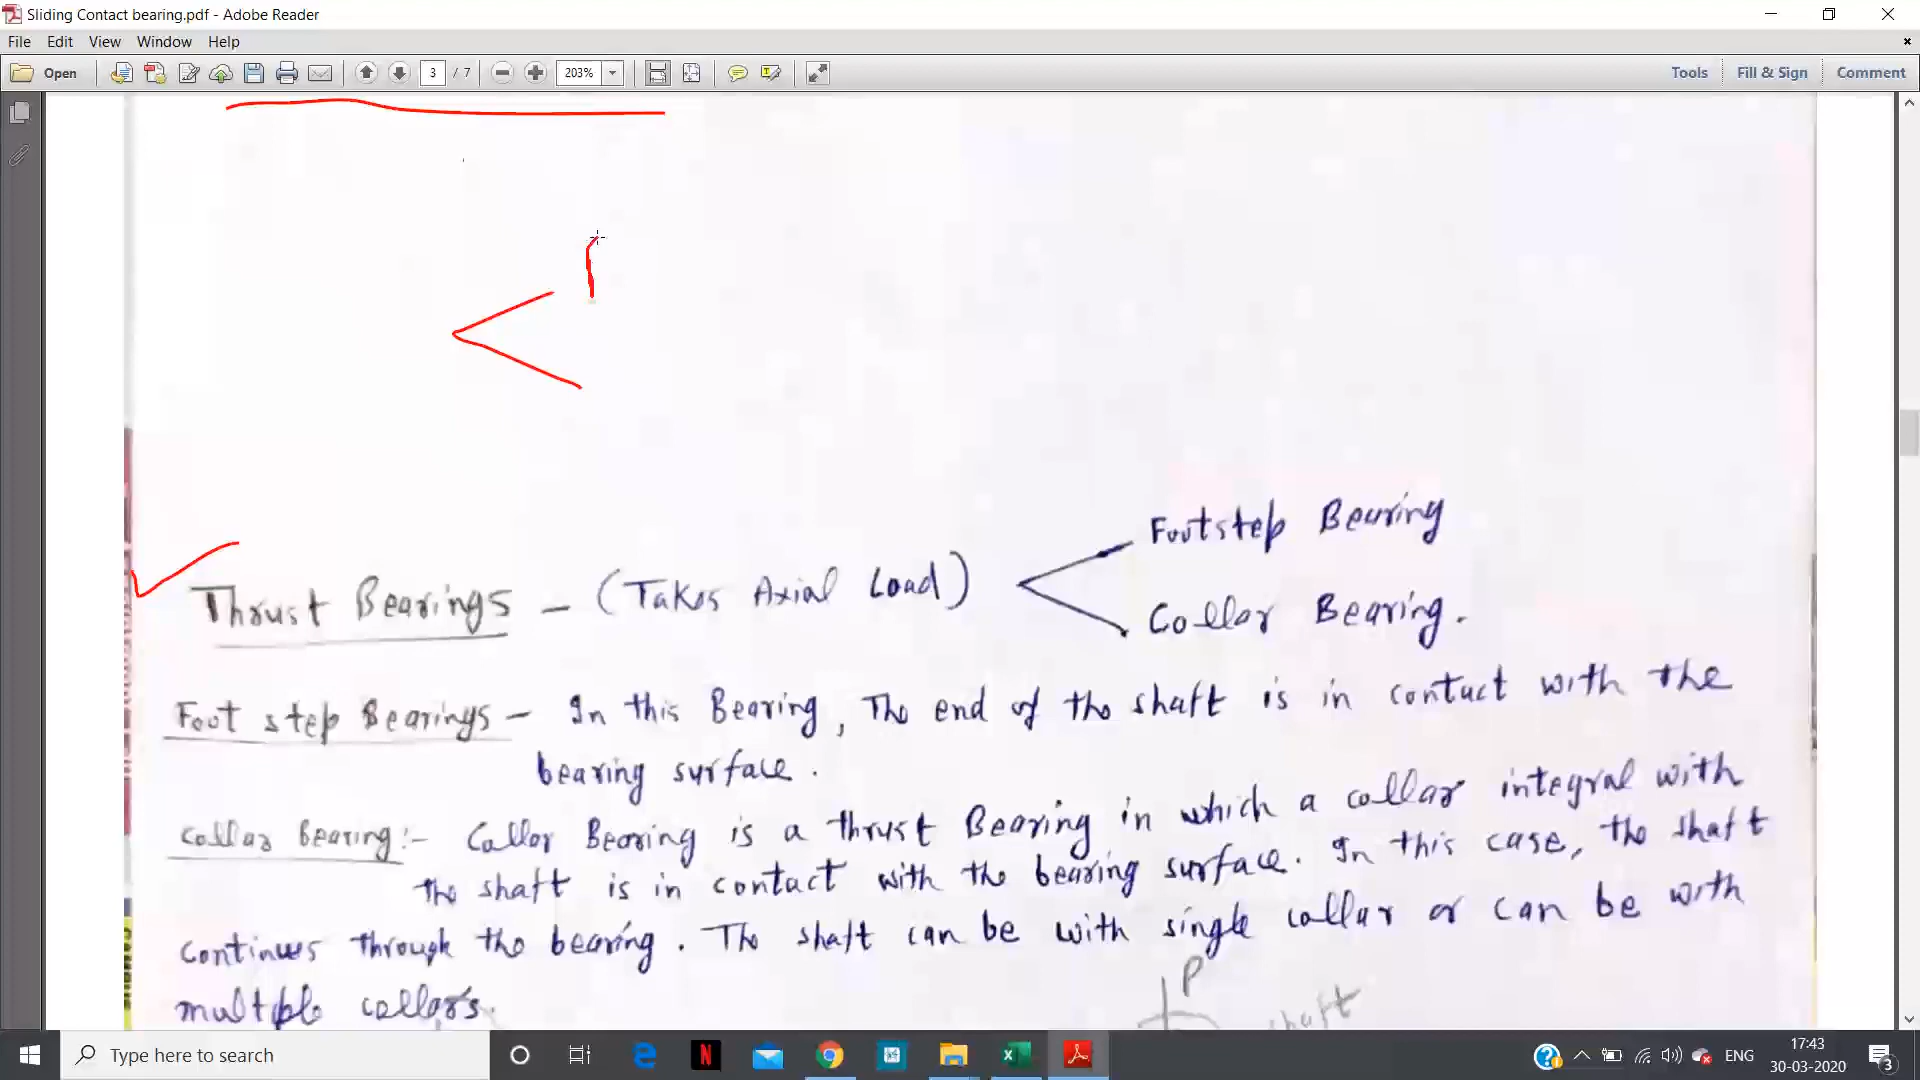 Sliding Contact bearing.pdf - Adobe Reader
File Edit View Window Help
Open 3 / 7 203% Tools Fill & Sign Comment
Footstep Bearing
Thrust Bearings - (Takes Axial Load)
Collar Bearing.
Foot step Bearings - In this Bearing, The end of the shaft is in contact with the
bearing surface.
Collar bearing:- Collar Bearing is a thrust Bearing in which a collar integral with
the shaft is in contact with the bearing surface. In this case, the shaft
continues through the bearing. The shaft can be with single collar or can be with
multiple collars.
P
shaft
Type here to search
ENG
17:43
30-03-2020
3